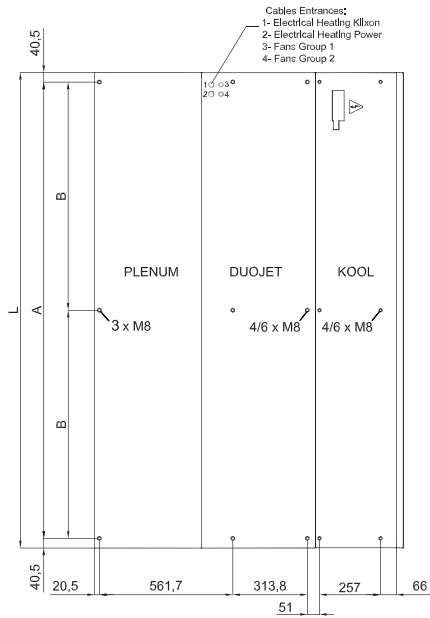 Cables Entrances:
1- Electrical Heating Klixon
2- Electrical Heating Power
3- Fans Group 1
4- Fans Group 2
40,5
1 3
2 4
B
PLENUM DUOJET KOOL
L
A
3 x M8
4/6 x M8
4/6 x M8
B
40,5
20,5
561,7
313,8
257
66
51